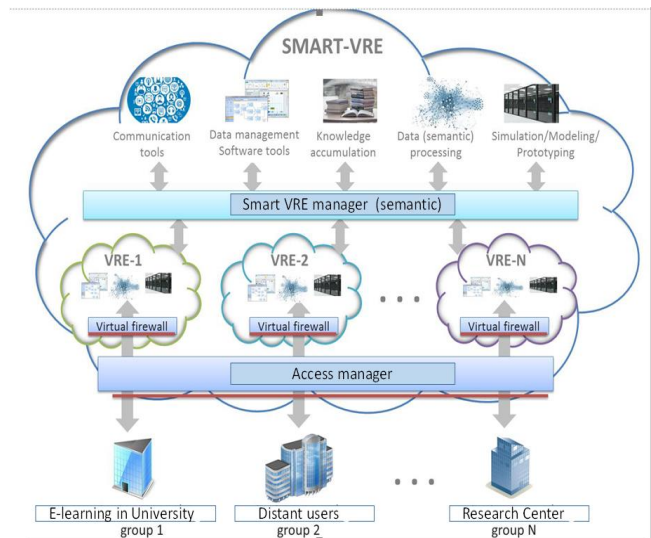 SMART-VRE
Communication
tools
Data management
Software tools
Knowledge
accumulation
Data (semantic)
processing
Simulation/Modeling/
Prototyping
Smart VRE manager (semantic)
VRE-1
VRE-2
VRE-N
. . .
Virtual firewall
Virtual firewall
Virtual firewall
Access manager
. . .
E-learning in University
group 1
Distant users
group 2
Research Center
group N